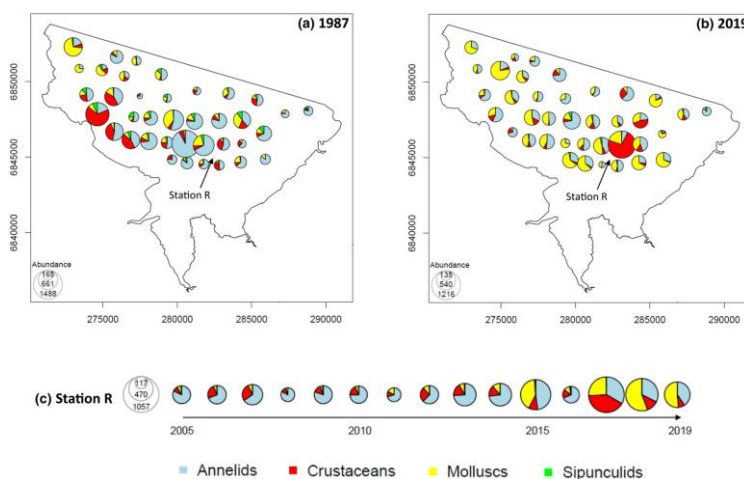 (a) 1987
6850000
6845000
6840000
Station R
Abundance
165
661
1488
275000 280000 285000 290000
(b) 2019
6850000
6845000
6840000
Station R
Abundance
135
540
1216
275000 280000 285000 290000
(c) Station R
117
470
1057
2005 2010 2015 2019
Annelids Crustaceans Molluscs Sipunculids